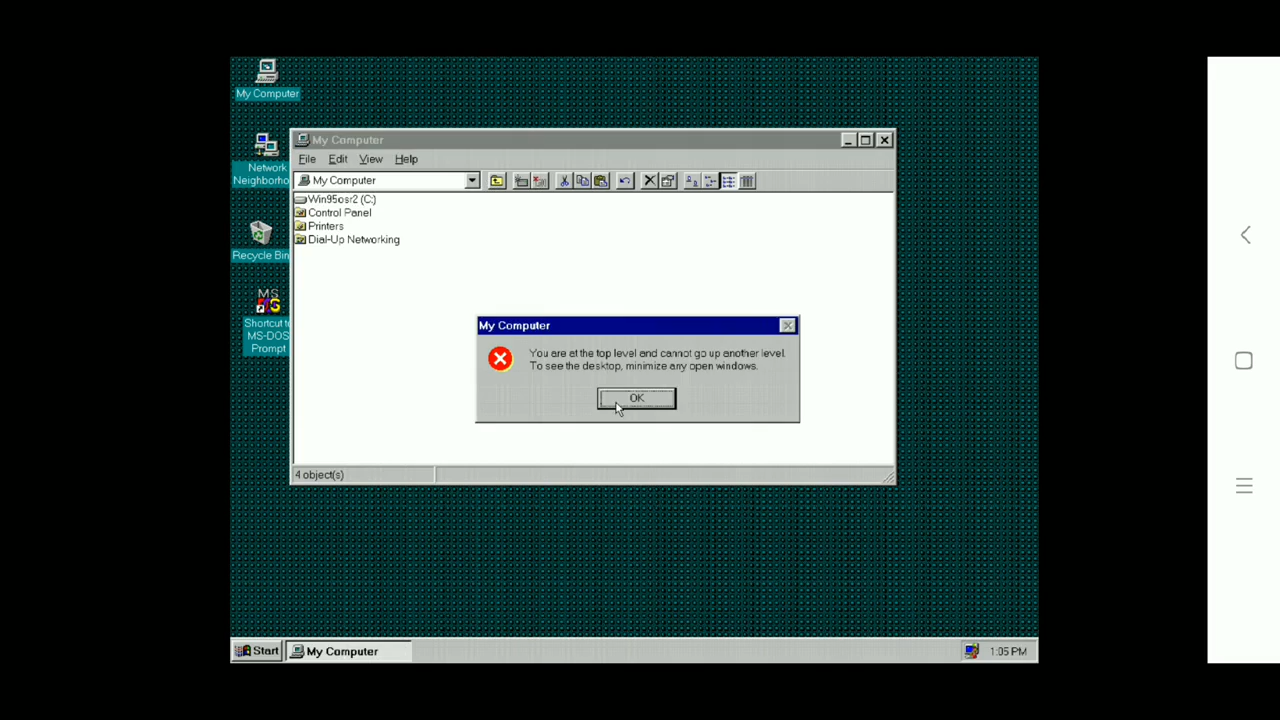 My Computer
Network
Neighborho
Recycle Bin
MS
Shortcut to
MS-DOS
Prompt
My Computer
File Edit View Help
My Computer
Win95osr2 (C:)
Control Panel
Printers
Dial-Up Networking
My Computer
You are at the top level and cannot go up another level.
To see the desktop, minimize any open windows.
OK
4 object(s)
Start
My Computer
1:05 PM